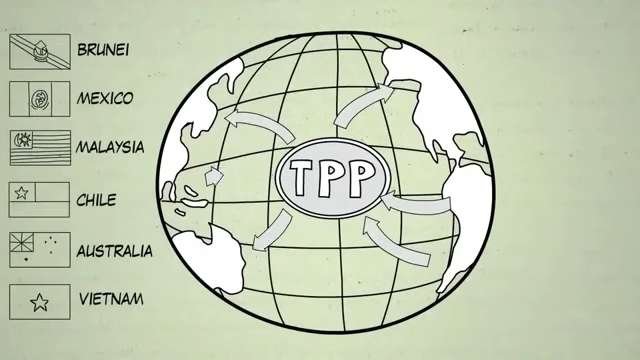 BRUNEI
MEXICO
MALAYSIA
CHILE
AUSTRALIA
VIETNAM
TPP